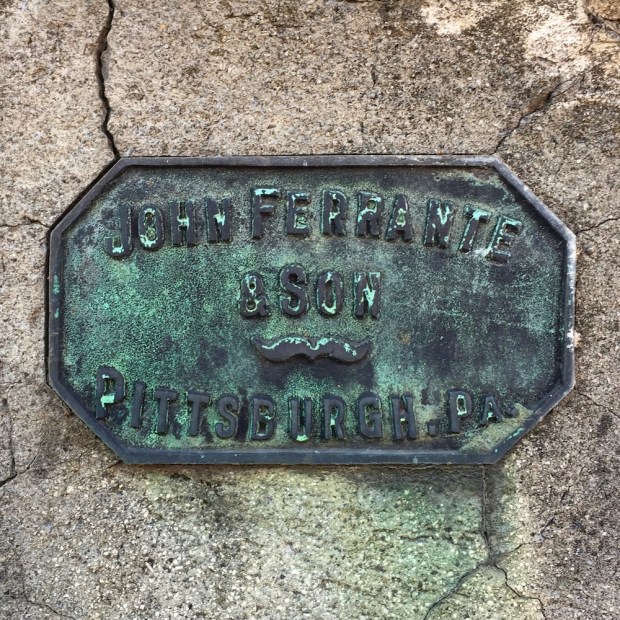 JOHN FERRANTE
& SON
PITTSBURGH. PA.